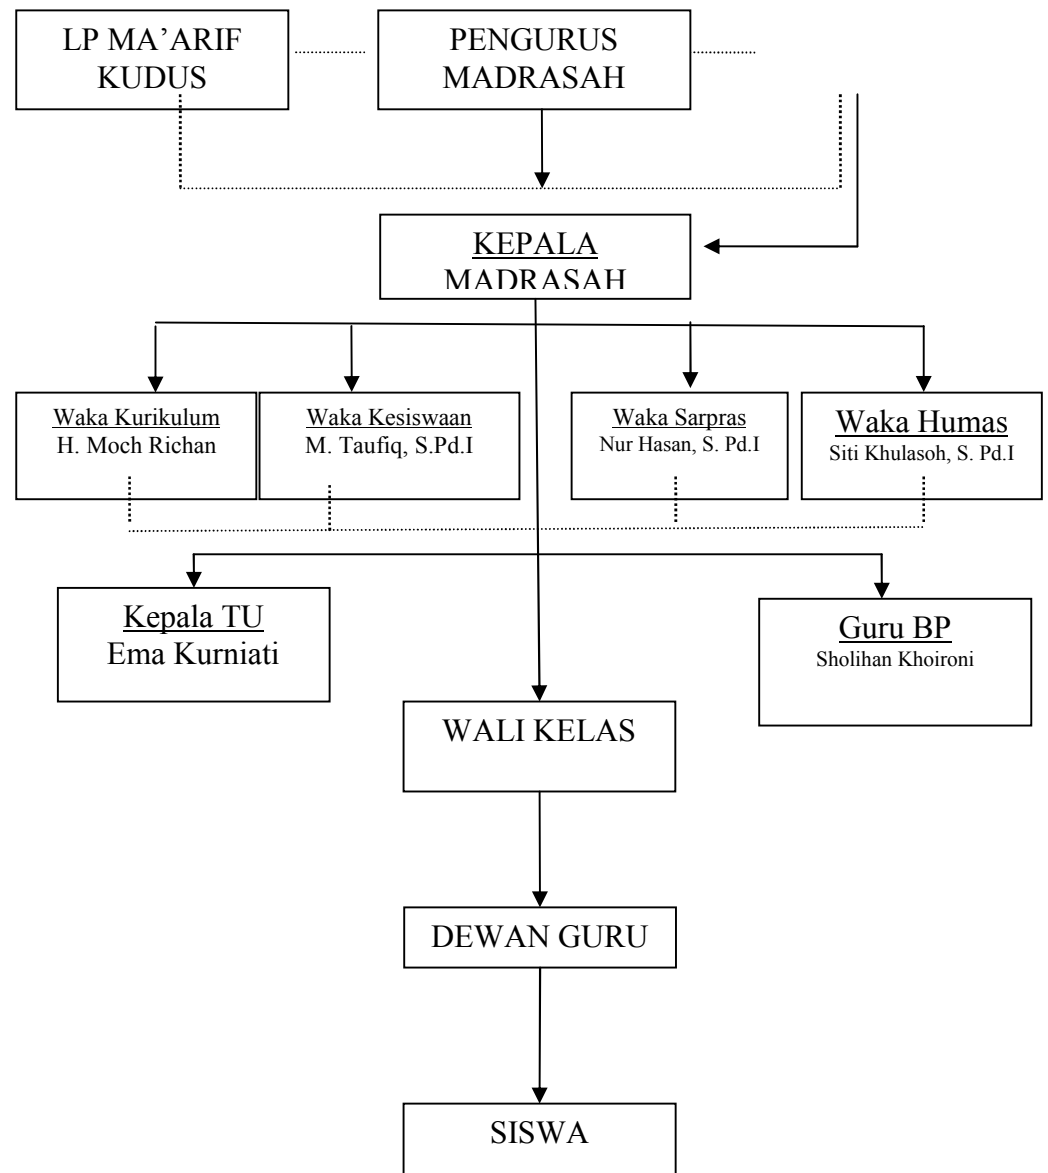 LP MA’ARIF
KUDUS
PENGURUS
MADRASAH
KEPALA
MADRASAH
Waka Kurikulum
H. Moch Richan
Waka Kesiswaan
M. Taufiq, S.Pd.I
Waka Sarpras
Nur Hasan, S. Pd.I
Waka Humas
Siti Khulasoh, S. Pd.I
Kepala TU
Ema Kurniati
Guru BP
Sholihan Khoironi
WALI KELAS
DEWAN GURU
SISWA